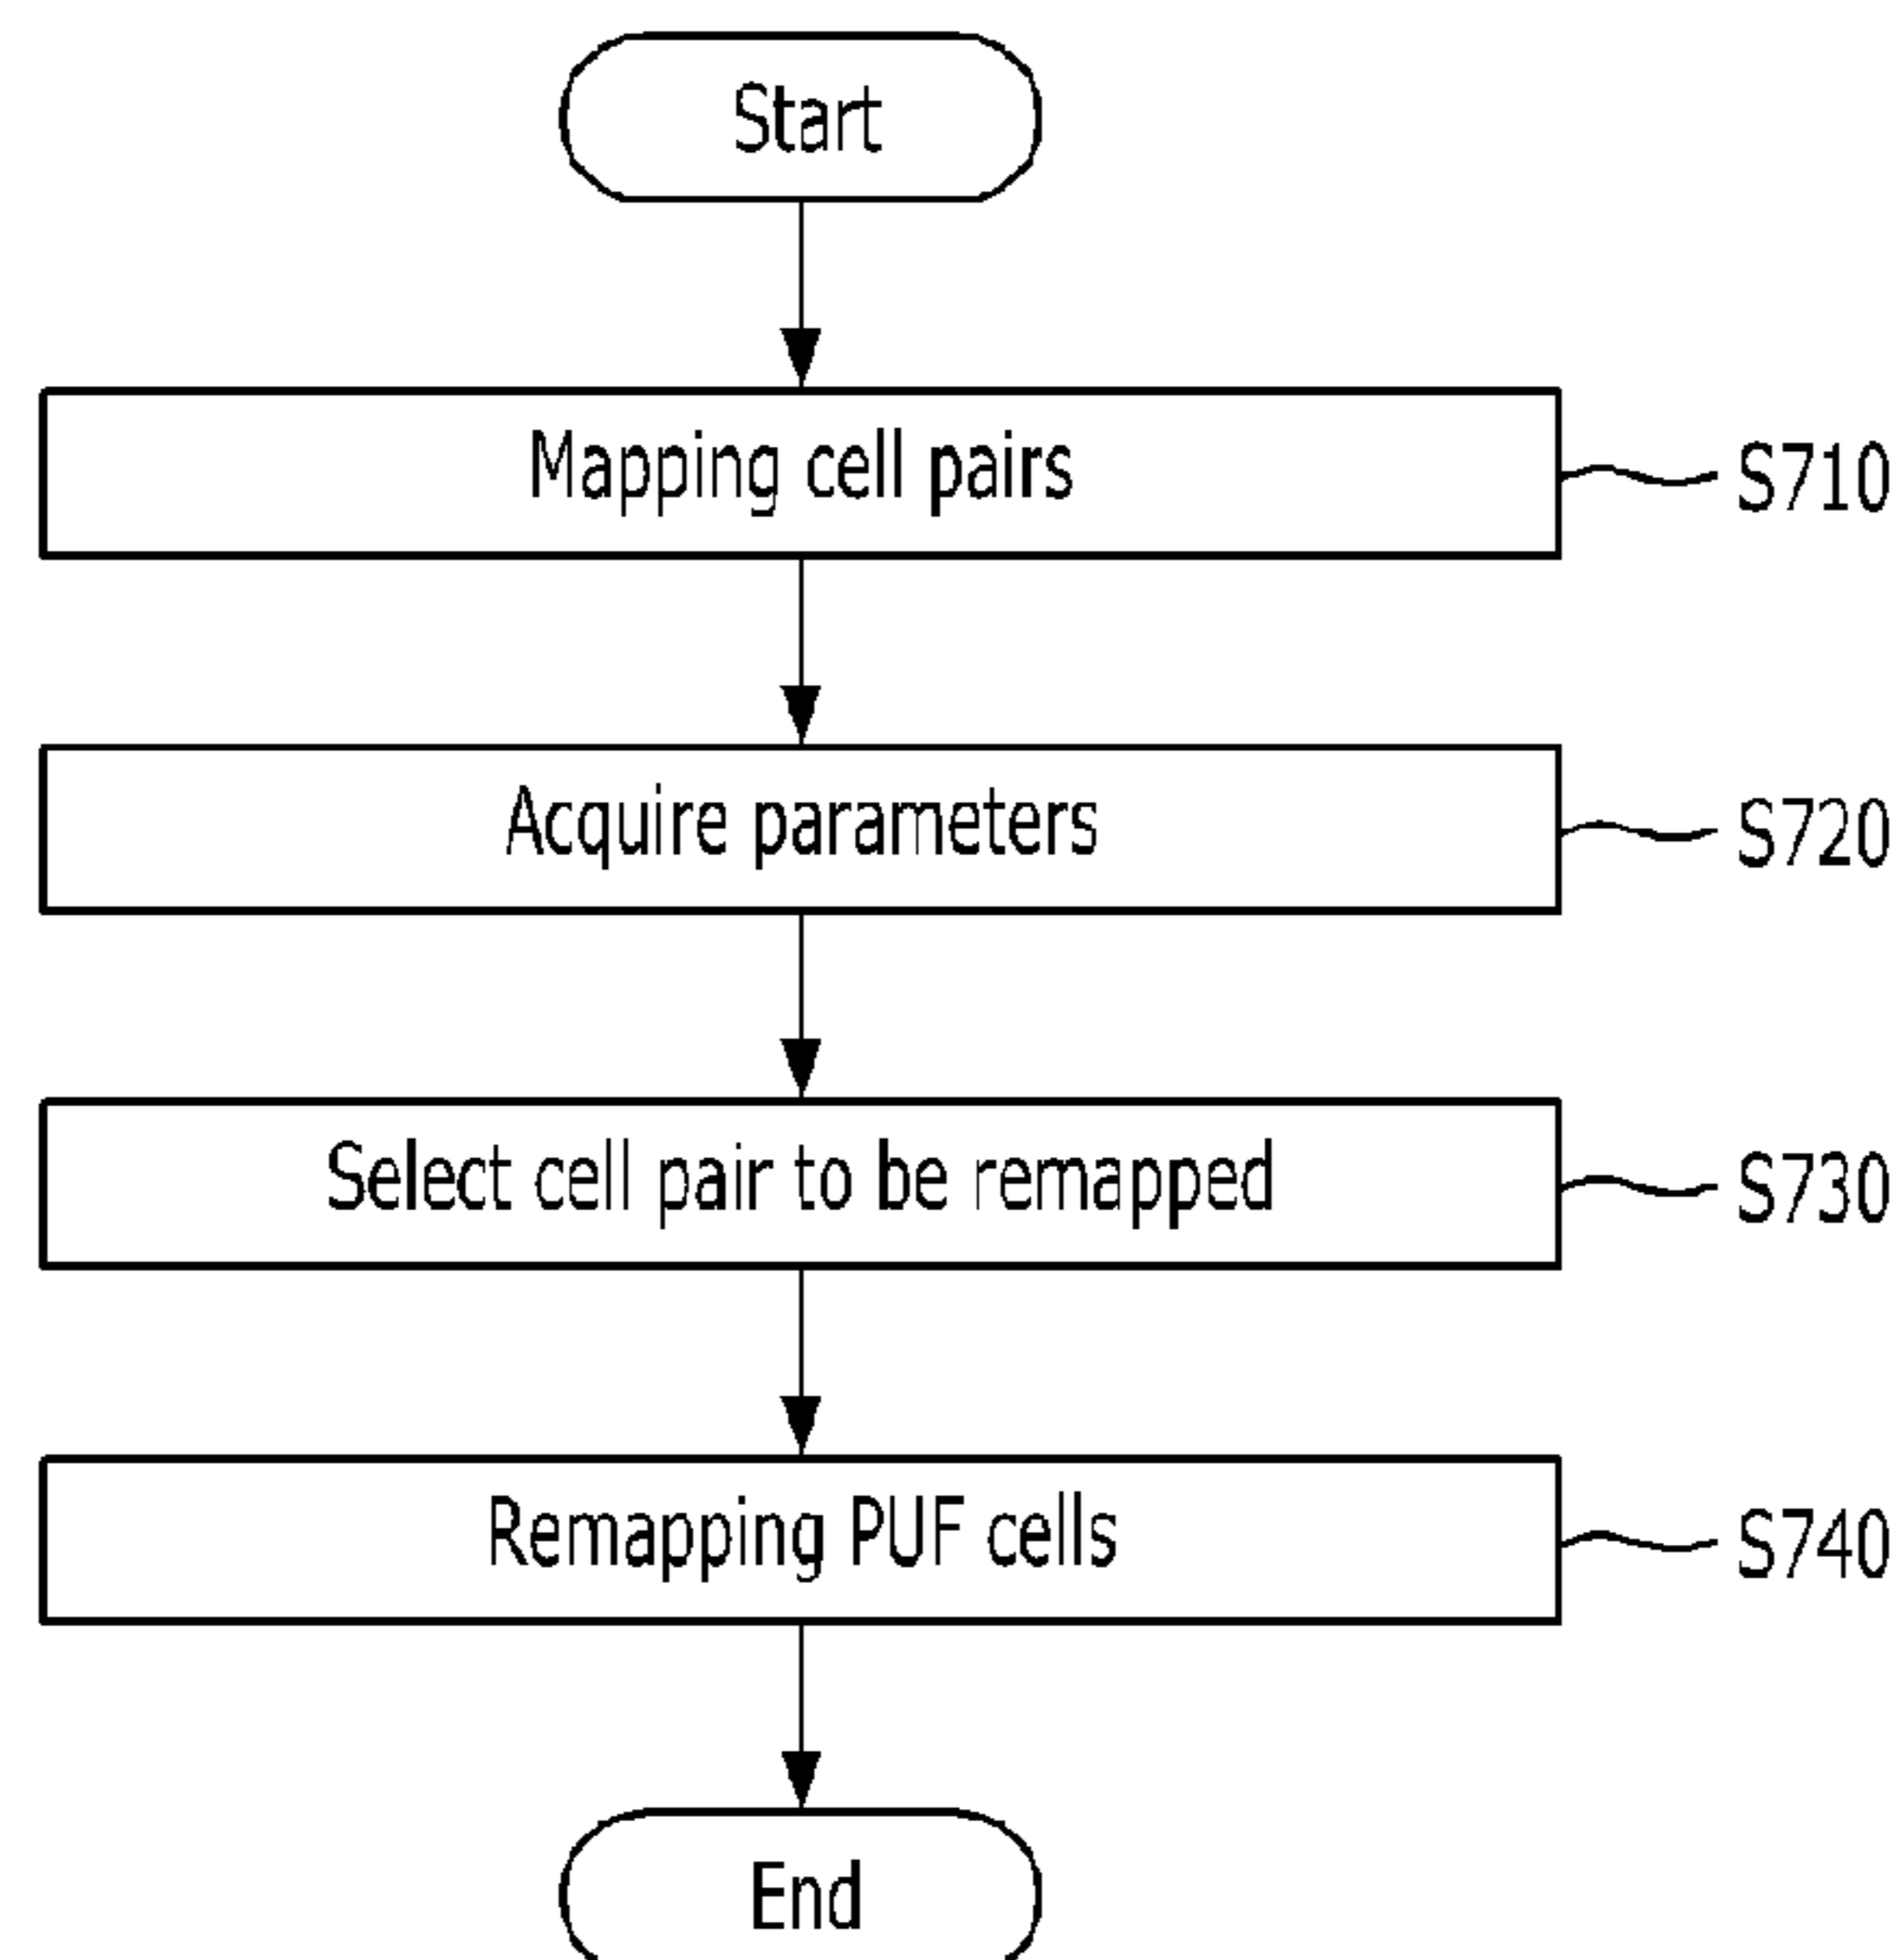 Start
Mapping cell pairs
S710
Acquire parameters
S720
Select cell pair to be remapped
S730
Remapping PUF cells
S740
End